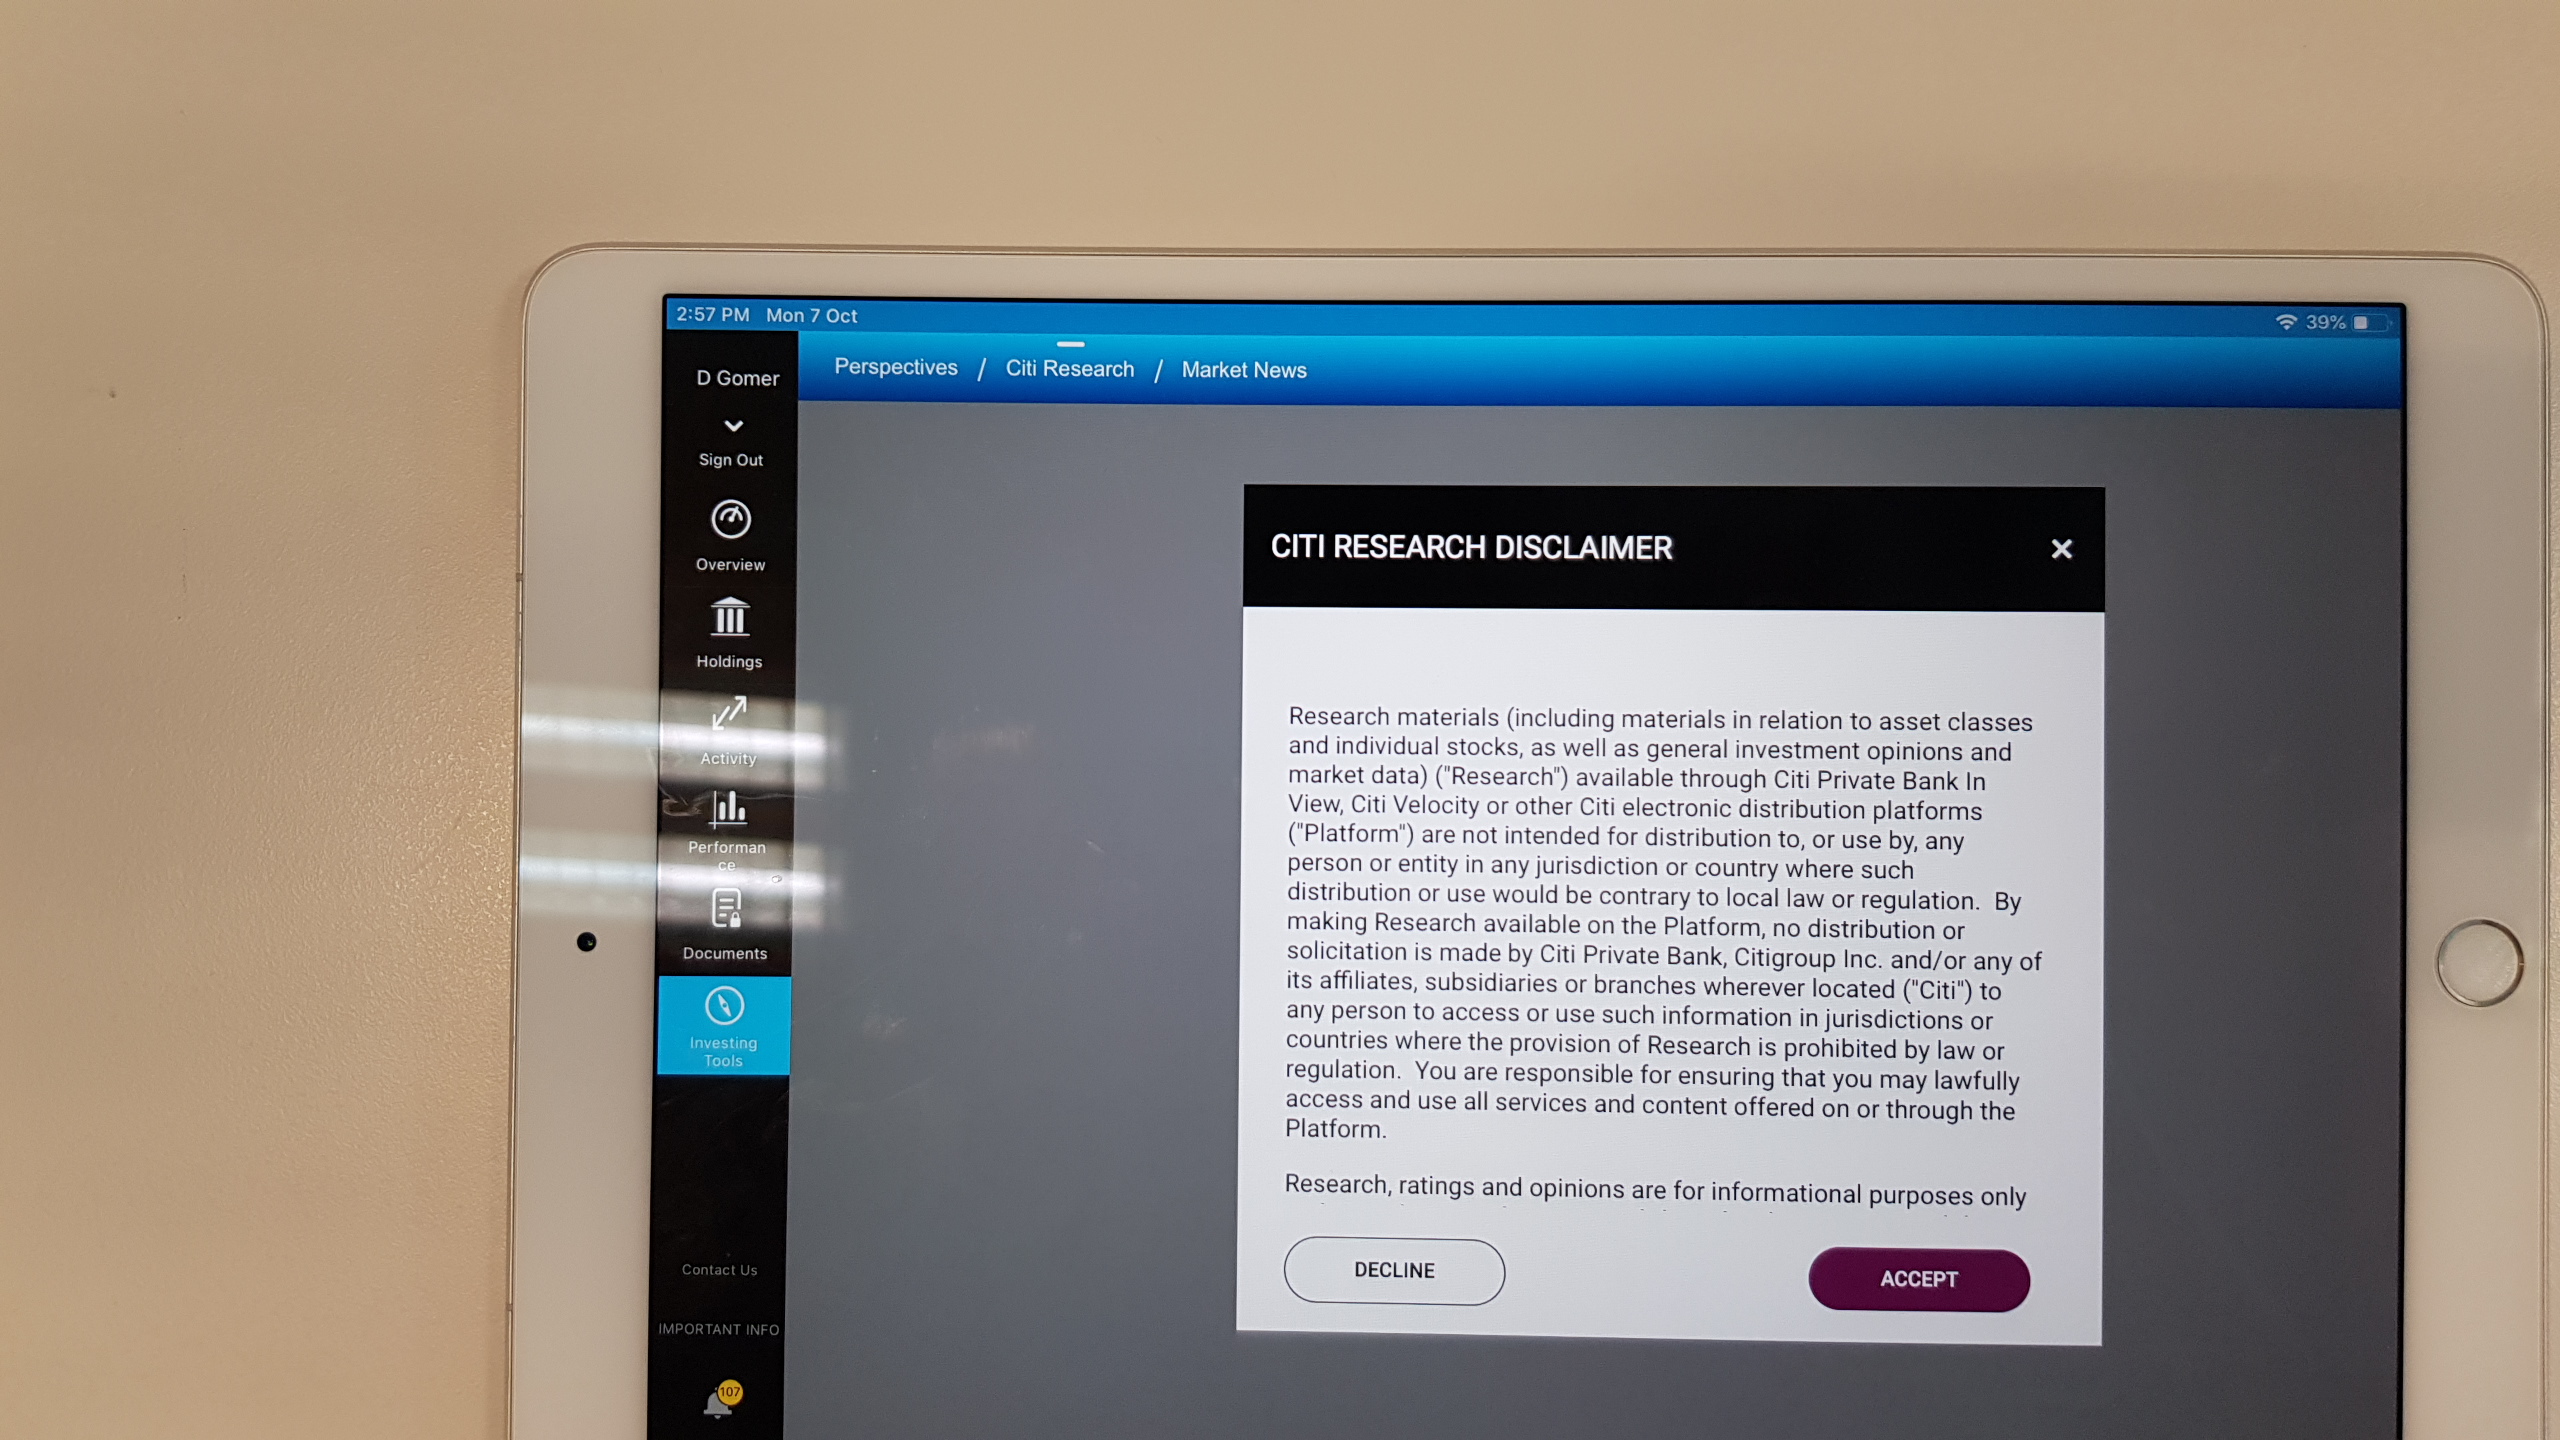 2:57 PM Mon 7 Oct
39%
D Gomer
Sign Out
Overview
Holdings
Activity
Performan
ce
Documents
Investing
Tools
Contact Us
IMPORTANT INFO
107
Perspectives / Citi Research / Market News
CITI RESEARCH DISCLAIMER
×
Research materials (including materials in relation to asset classes
and individual stocks, as well as general investment opinions and
market data) ("Research") available through Citi Private Bank In
View, Citi Velocity or other Citi electronic distribution platforms
("Platform") are not intended for distribution to, or use by, any
person or entity in any jurisdiction or country where such
distribution or use would be contrary to local law or regulation. By
making Research available on the Platform, no distribution or
solicitation is made by Citi Private Bank, Citigroup Inc. and/or any of
its affiliates, subsidiaries or branches wherever located ("Citi") to
any person to access or use such information in jurisdictions or
countries where the provision of Research is prohibited by law or
regulation. You are responsible for ensuring that you may lawfully
access and use all services and content offered on or through the
Platform.
Research, ratings and opinions are for informational purposes only
DECLINE
ACCEPT